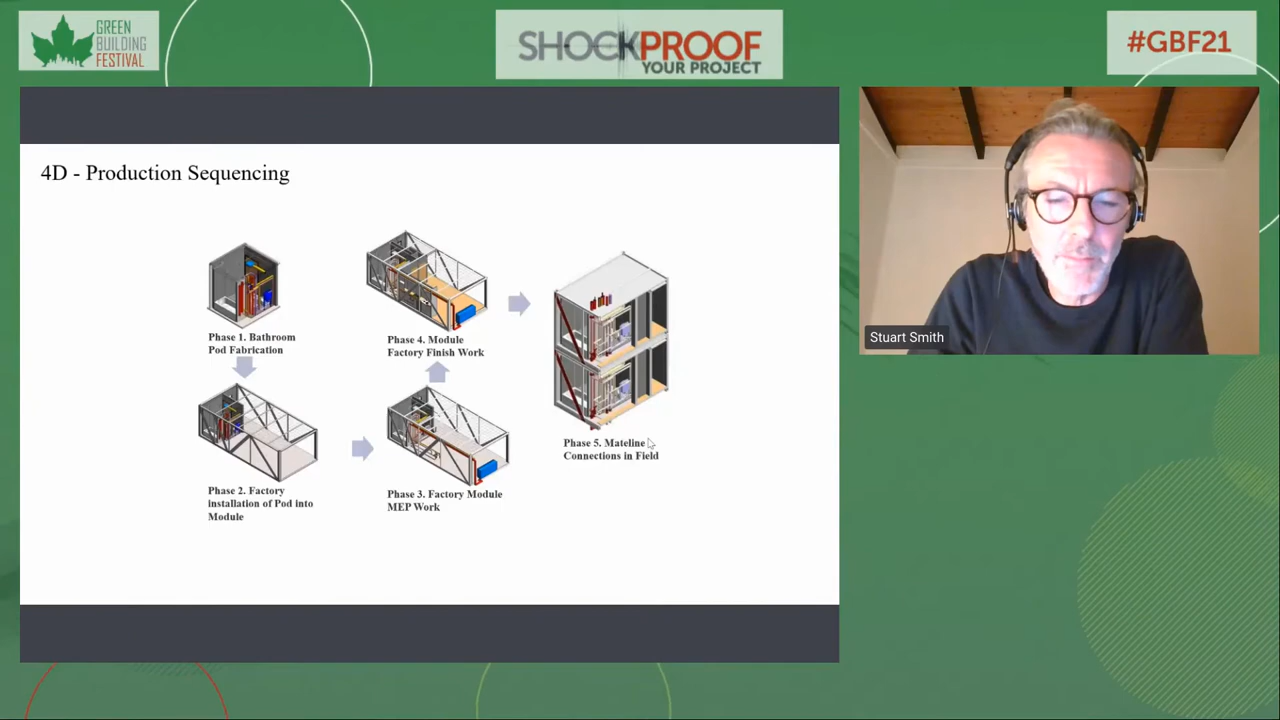 GREEN
BUILDING
FESTIVAL
SHOCKPROOF
YOUR PROJECT
#GBF21
4D - Production Sequencing
Phase 1. Bathroom
Pod Fabrication
Phase 4. Module
Factory Finish Work
Phase 2. Factory
installation of Pod into
Module
Phase 3. Factory Module
MEP Work
Phase 5. Mateline
Connections in Field
Stuart Smith